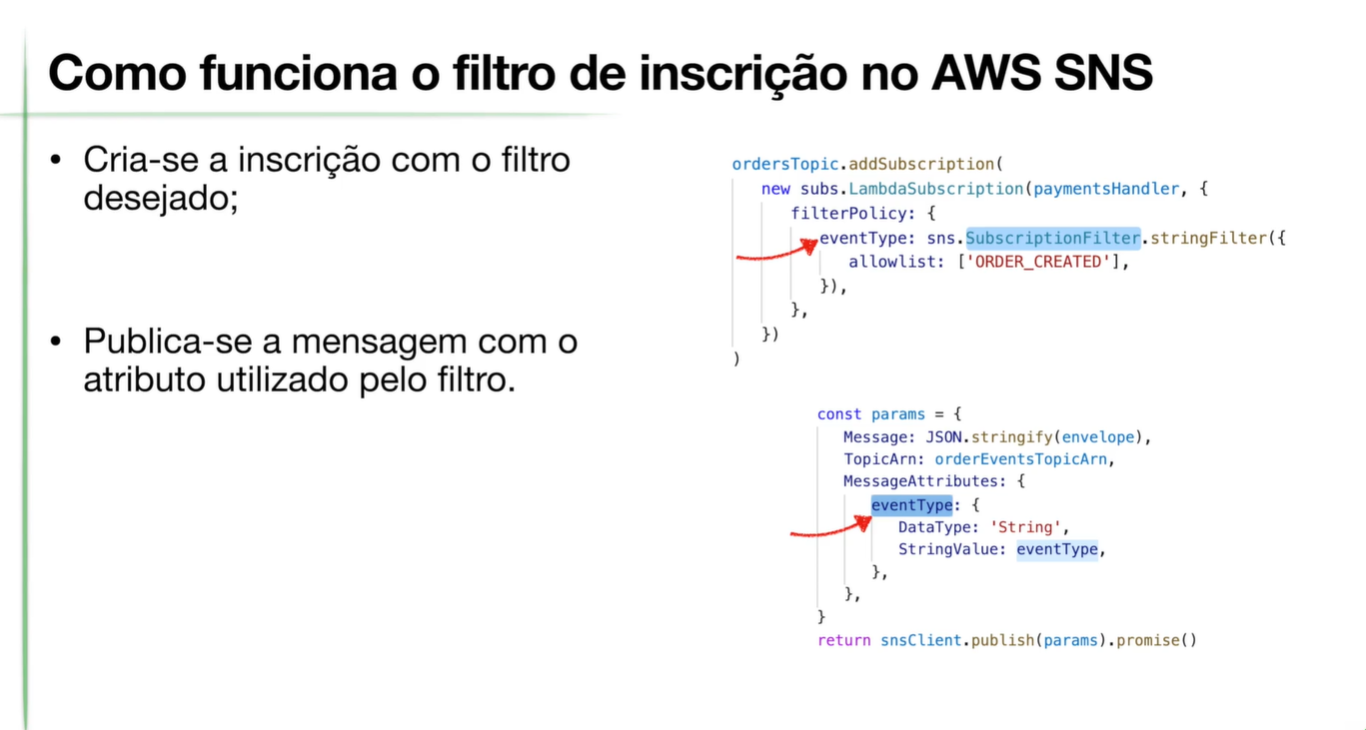 Como funciona o filtro de inscrição no AWS SNS
• Cria-se a inscrição com o filtro
desejado;
• Publica-se a mensagem com o
atributo utilizado pelo filtro.
ordersTopic.addSubscription(
new subs.LambdaSubscription(paymentsHandler, {
filterPolicy: {
eventType: sns.SubscriptionFilter.stringFilter({
allowlist: ['ORDER_CREATED'],
}),
},
})
)
const params = {
Message: JSON.stringify(envelope),
TopicArn: orderEventsTopicArn,
MessageAttributes: {
eventType: {
DataType: 'String',
StringValue: eventType,
},
},
}
return snsClient.publish(params).promise()